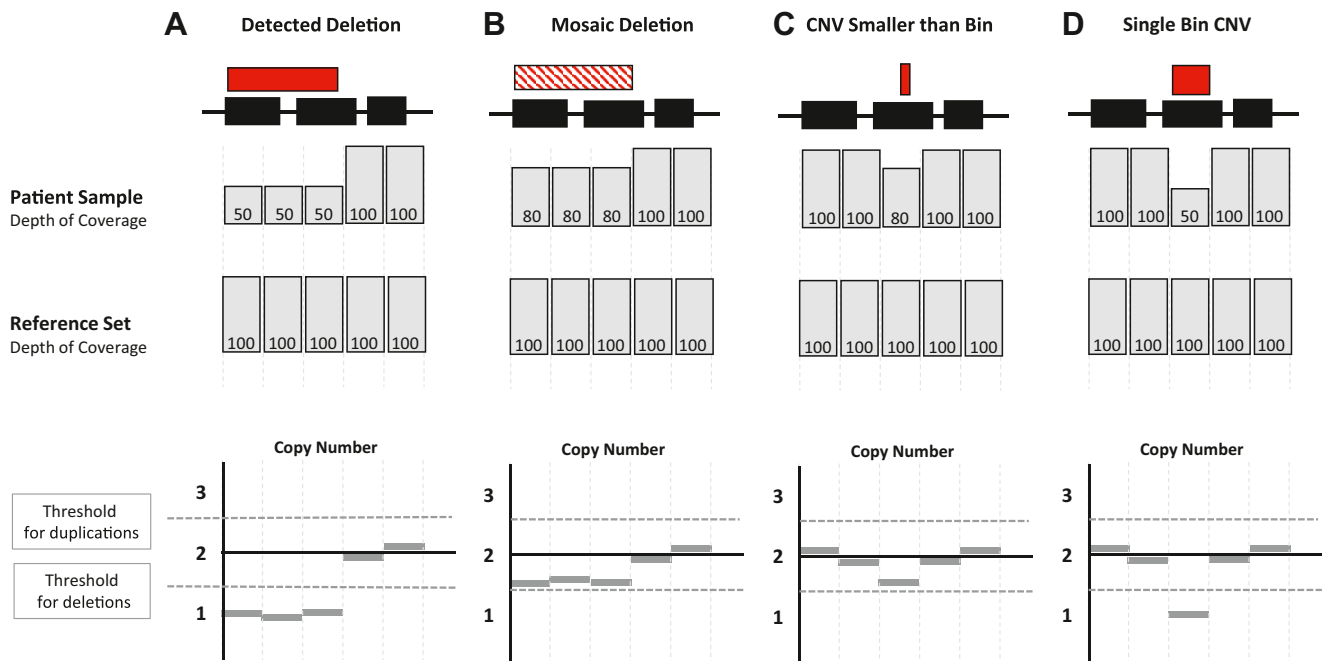 A Detected Deletion B Mosaic Deletion C CNV Smaller than Bin D Single Bin CNV
Patient Sample
Depth of Coverage
50 50 50 100 100 80 80 80 100 100 100 100 80 100 100 100 100 50 100 100
Reference Set
Depth of Coverage
100 100 100 100 100 100 100 100 100 100 100 100 100 100 100 100 100 100 100 100
Copy Number Copy Number Copy Number Copy Number
3 3 3 3
Threshold
for duplications
2 2 2 2
Threshold
for deletions
1 1 1 1